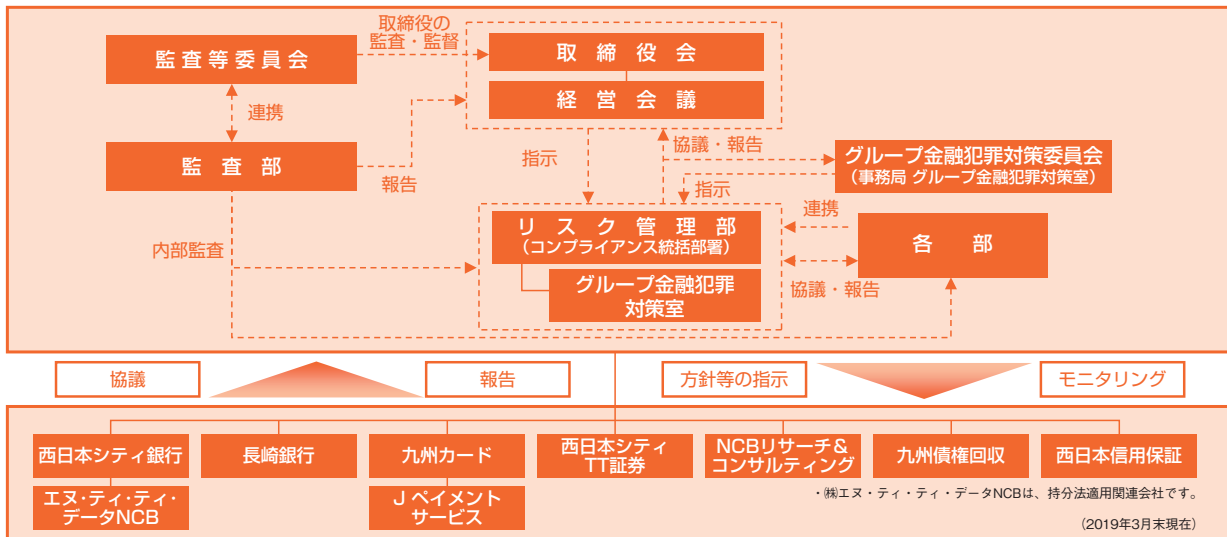 取締役の
監査・監督
監査等委員会
取締役会
経営会議
連携
監査部
報告
指示
協議・報告
グループ金融犯罪対策委員会
（事務局 グループ金融犯罪対策室）
指示
リスク管理部
（コンプライアンス統括部署）
連携
各部
内部監査
グループ金融犯罪
対策室
協議・報告
協議
報告
方針等の指示
モニタリング
西日本シティ銀行
長崎銀行
九州カード
西日本シティ
TT証券
NCBリサーチ&
コンサルティング
九州債権回収
西日本信用保証
エヌ・ティ・ティ・
データNCB
J ペイメント
サービス
・㈱エヌ・ティ・ティ・データNCBは、持分法適用関連会社です。
（2019年3月末現在）